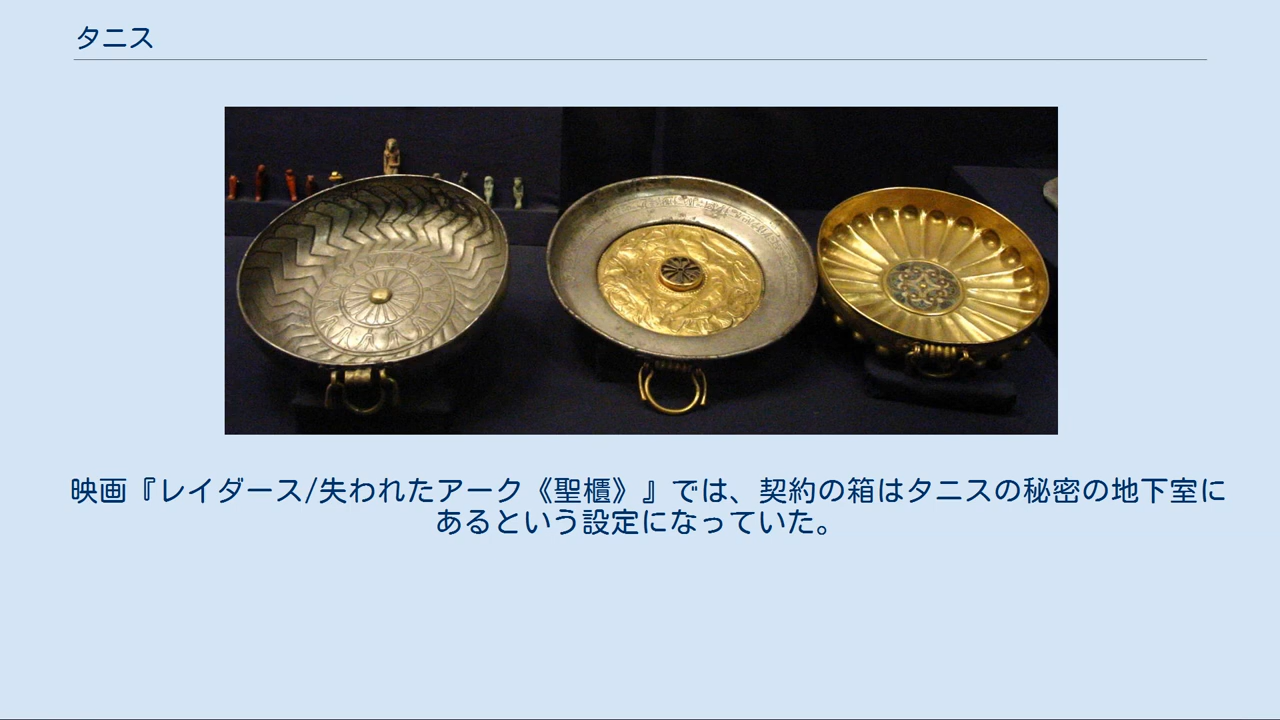 タニス
映画『レイダース/失われたアーク《聖櫃》』では、契約の箱はタニスの秘密の地下室に
あるという設定になっていた。